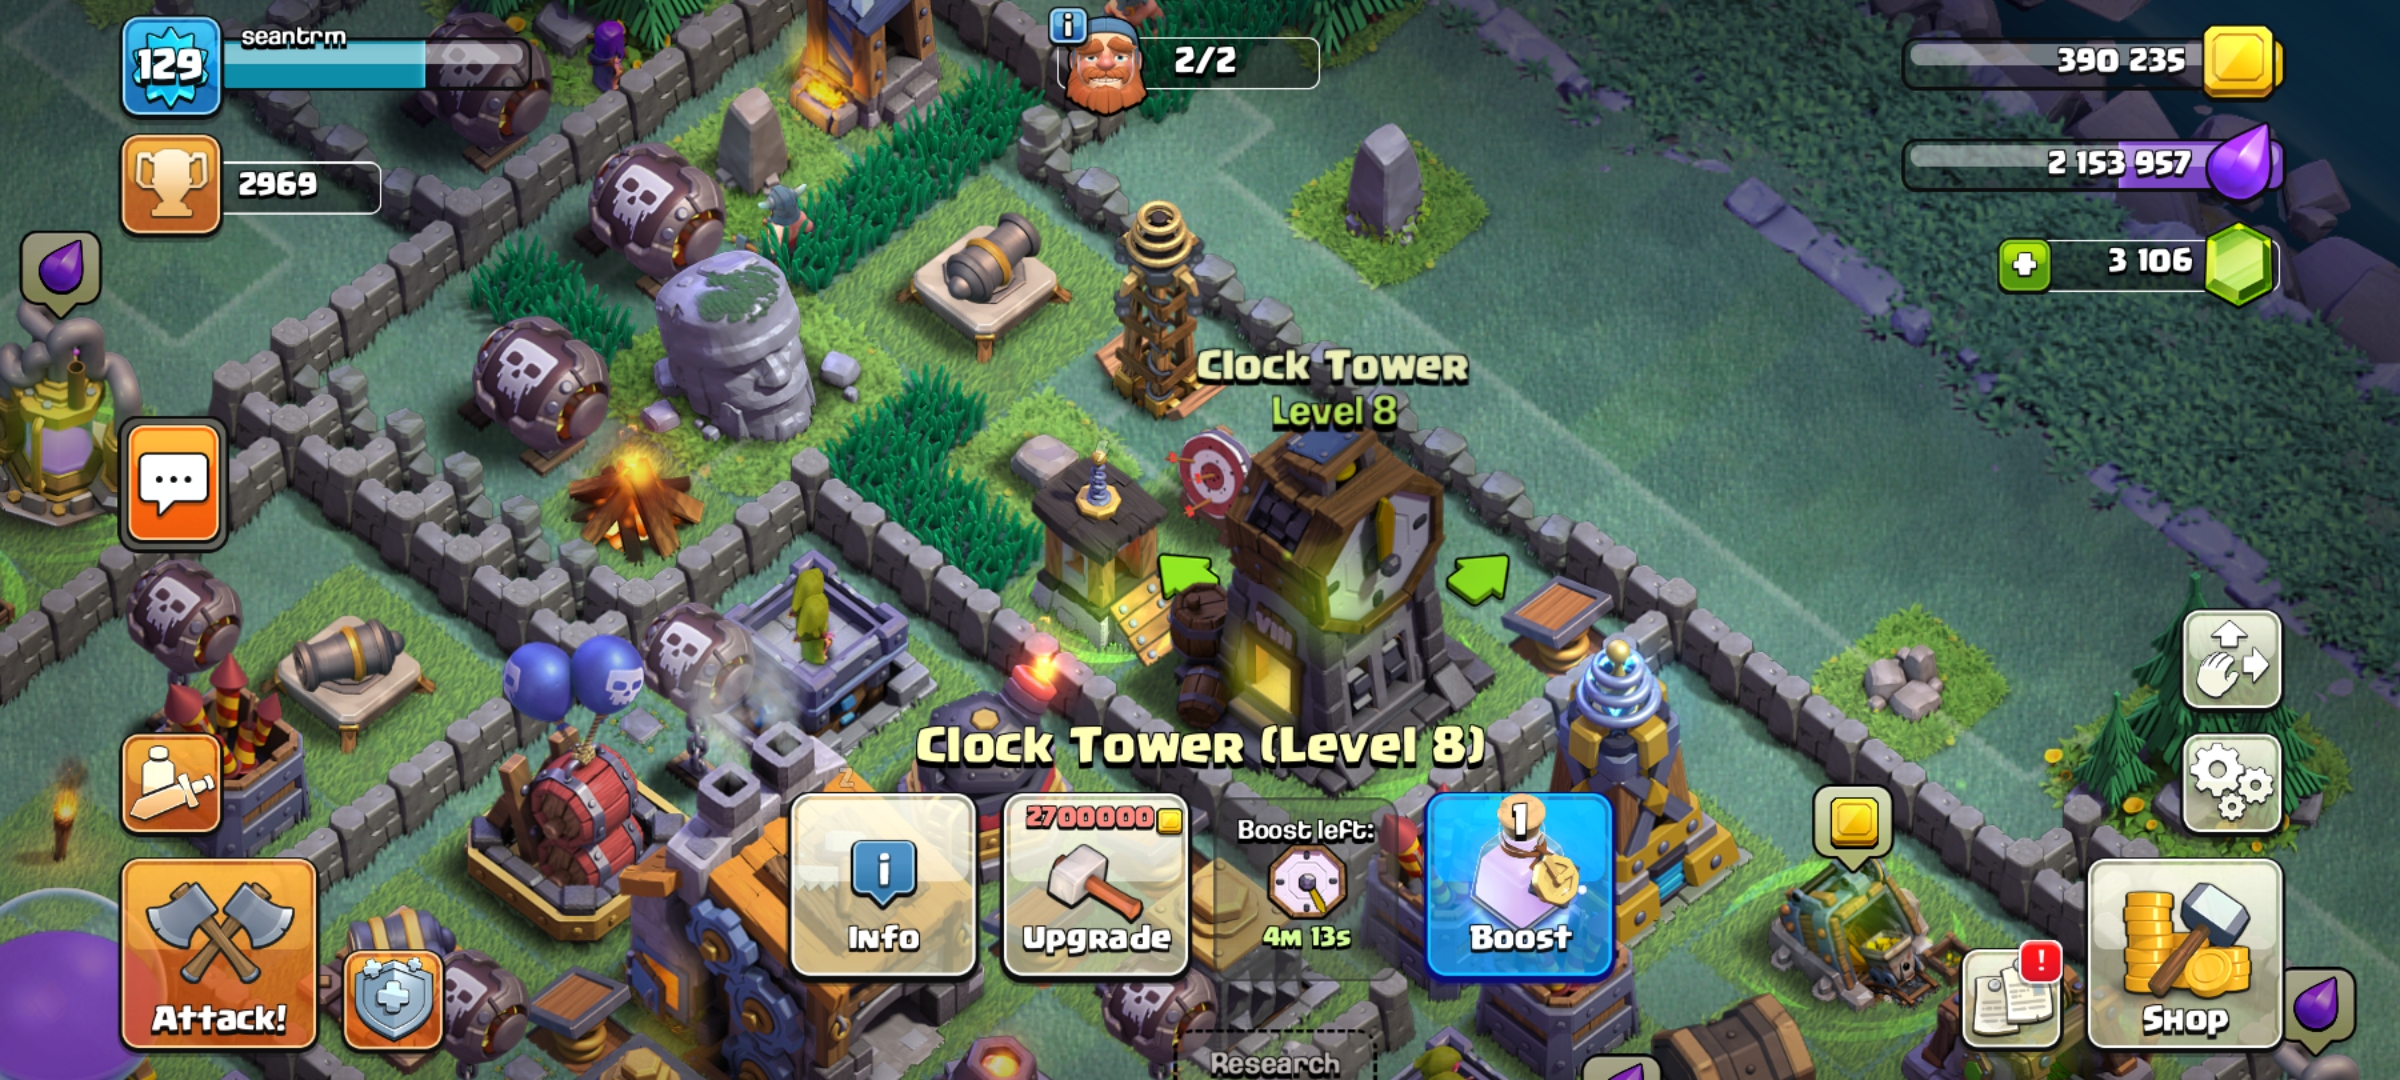 129
seantrm
2/2
390 235
2969
2 153 957
3 106
Clock Tower
Level 8
VIII
Clock Tower (Level 8)
2700000
Boost left:
1
Info
Upgrade
4M 13s
Boost
Attack!
Shop
Research